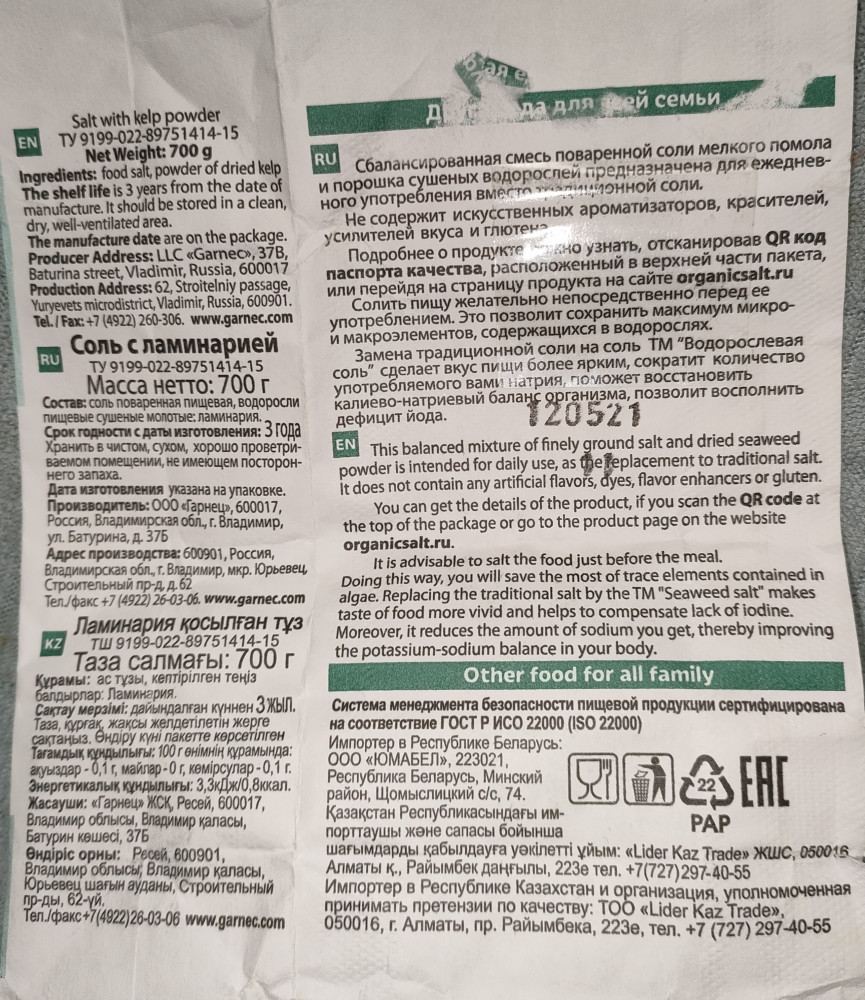 EN
Salt with kelp powder
ТУ 9199-022-89751414-15
Net Weight: 700 g
Ingredients: food salt, powder of dried kelp
The shelf life is 3 years from the date of
manufacture. It should be stored in a clean,
dry, well-ventilated area.
The manufacture date are on the package.
Producer Address: LLC «Garnec», 37B,
Baturina street, Vladimir, Russia, 600017
Production Address: 62, Stroitelniy passage,
Yuryevets microdistrict, Vladimir, Russia, 600901.
Tel. / Fax: +7 (4922) 260-306. www.garnec.com
RU
Соль с ламинарией
ТУ 9199-022-89751414-15
Масса нетто: 700 г
Состав: соль поваренная пищевая, водоросли
пищевые сушеные молотые: ламинария.
Срок годности с даты изготовления: 3 года
Хранить в чистом, сухом, хорошо проветри-
ваемом помещении, не имеющем посторон-
него запаха.
Дата изготовления указана на упаковке.
Производитель: ООО «Гарнец», 600017,
Россия, Владимирская обл., г. Владимир,
ул. Батурина, д. 37Б
Адрес производства: 600901, Россия,
Владимирская обл., г. Владимир, мкр. Юрьевец,
Строительный пр-д, д. 62
Тел./факс +7 (4922) 26-03-06. www.garnec.com
KZ
Ламинария қосылған тұз
ТШ 9199-022-89751414-15
Таза салмағы: 700 г
Құрамы: ас тұзы, кептірілген теңіз
балдырлар: Ламинария.
Сақтау мерзімі: дайындалған күннен 3 ЖЫЛ.
Таза, құрғақ, жақсы желдетілетін жерге
сақтаңыз. Өндіру күні пакетте көрсетілген
Тағамдық құндылығы: 100 г өнімнің құрамында:
ақуыздар - 0,1 г, майлар - 0 г, көмірсулар - 0,1 г.
Энергетикалық құндылығы: 3,3кДж/0,8ккал.
Жасаушы: «Гарнец» ЖСҚ, Ресей, 600017,
Владимир облысы, Владимир қаласы,
Батурин көшесі, 37Б
Өндіріс орны: Ресей, 600901,
Владимир облысы, Владимир қаласы,
Юрьевец шағын ауданы, Строительный
пр-ды, 62-үй.
Тел./факс+7(4922)26-03-06 www.garnec.com
для всей семьи
RU
Сбалансированная смесь поваренной соли мелкого помола
и порошка сушеных водорослей предназначена для ежеднев-
ного употребления вместо традиционной соли.
Не содержит искусственных ароматизаторов, красителей,
усилителей вкуса и глютена
Подробнее о продукте узнать, отсканировав QR код
паспорта качества, расположенный в верхней части пакета,
или перейдя на страницу продукта на сайте organicsalt.ru
Солить пищу желательно непосредственно перед ее
употреблением. Это позволит сохранить максимум микро-
и макроэлементов, содержащихся в водорослях.
Замена традиционной соли на соль ТМ "Водорослевая
соль" сделает вкус пищи более ярким, сократит количество
употребляемого вами натрия, поможет восстановить
калиево-натриевый баланс организма, позволит восполнить
дефицит йода.
120521
EN
This balanced mixture of finely ground salt and dried seaweed
powder is intended for daily use, as the replacement to traditional salt.
It does not contain any artificial flavors, dyes, flavor enhancers or gluten.
You can get the details of the product, if you scan the QR code at
the top of the package or go to the product page on the website
organicsalt.ru.
It is advisable to salt the food just before the meal.
Doing this way, you will save the most of trace elements contained in
algae. Replacing the traditional salt by the TM "Seaweed salt" makes
taste of food more vivid and helps to compensate lack of iodine.
Moreover, it reduces the amount of sodium you get, thereby improving
the potassium-sodium balance in your body.
Other food for all family
Система менеджмента безопасности пищевой продукции сертифицирована
на соответствие ГОСТ Р ИСО 22000 (ISO 22000)
Импортер в Республике Беларусь:
ООО «ЮМАБЕЛ», 223021,
Республика Беларусь, Минский
район, Щомыслицкий с/с, 74.
Қазақстан Республикасындағы им-
порттаушы және сапасы бойынша
22
PAP
EAC
шағымдарды қабылдауға уәкілетті ұйым: «Lider Kaz Trade» ЖШС, 050016
Алматы қ., Райымбек даңғылы, 223е тел. +7(727)297-40-55
Импортер в Республике Казахстан и организация, уполномоченная
принимать претензии по качеству: ТОО «Lider Kaz Trade»,
050016, г. Алматы, пр. Райымбека, 223е, тел. +7 (727) 297-40-55